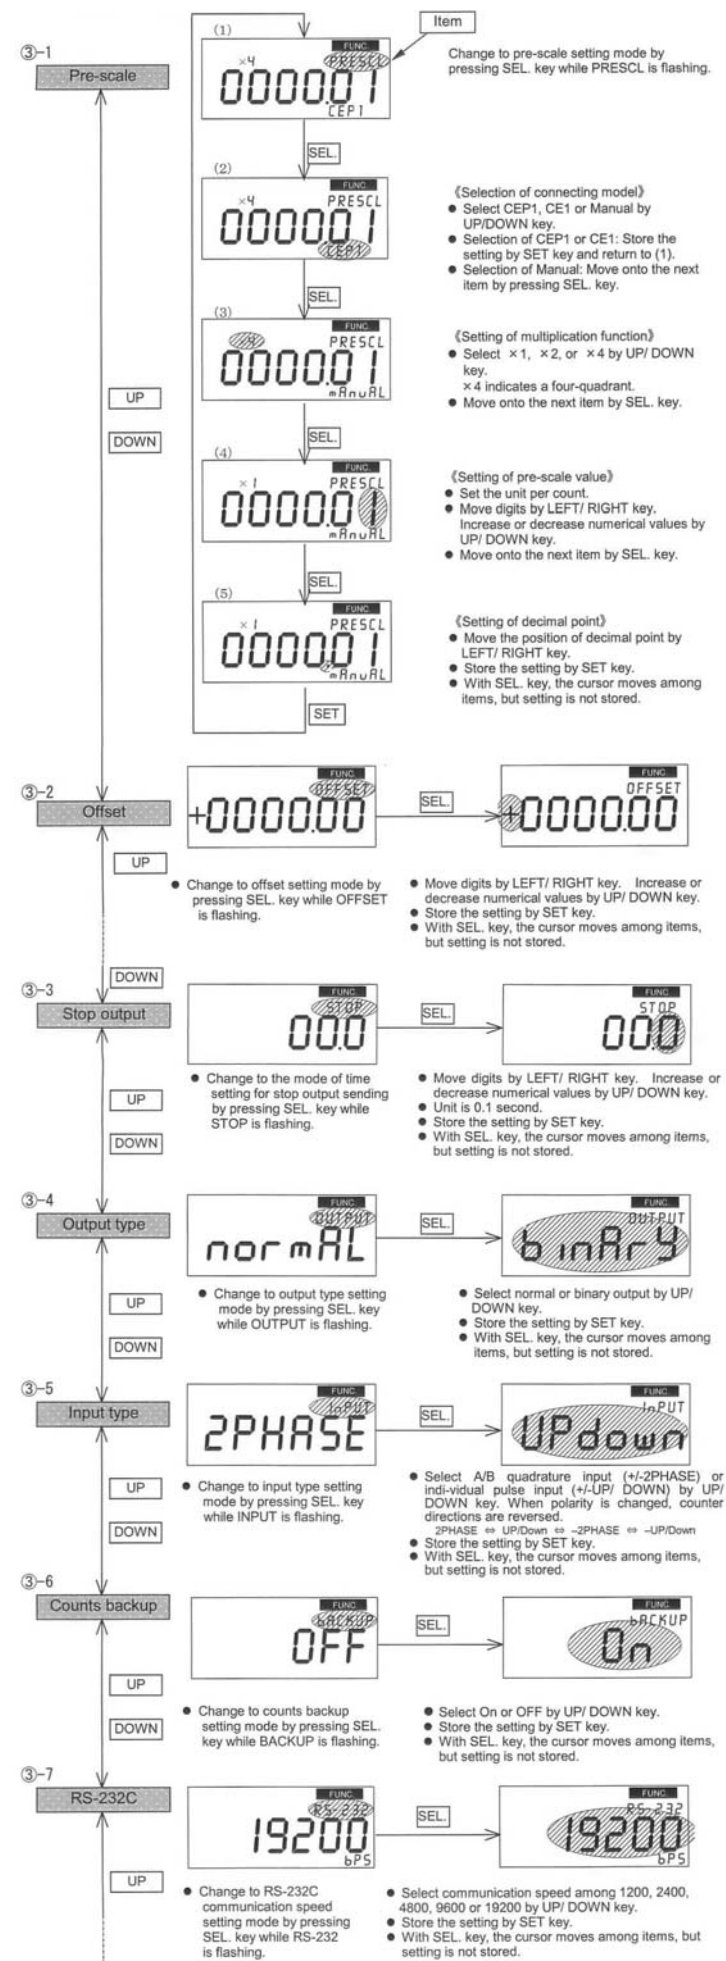 ③-1
Pre-scale
UP
DOWN
(1)
Item
FUNC.
×4
PRESCL
0000.01
CEP1
Change to pre-scale setting mode by
pressing SEL. key while PRESCL is flashing.
SEL.
(2)
FUNC.
×4
PRESCL
0000.01
CEP1
《Selection of connecting model》
● Select CEP1, CE1 or Manual by
UP/DOWN key.
● Selection of CEP1 or CE1: Store the
setting by SET key and return to (1).
● Selection of Manual: Move onto the next
item by pressing SEL. key.
SEL.
(3)
FUNC.
×4
PRESCL
0000.01
mAnuAL
《Setting of multiplication function》
● Select ×1, ×2, or ×4 by UP/ DOWN
key.
×4 indicates a four-quadrant.
● Move onto the next item by SEL. key.
SEL.
(4)
FUNC.
×1
PRESCL
0000.01
mAnuAL
《Setting of pre-scale value》
● Set the unit per count.
● Move digits by LEFT/ RIGHT key.
Increase or decrease numerical values by
UP/ DOWN key.
● Move onto the next item by SEL. key.
SEL.
(5)
FUNC.
×1
PRESCL
0000.01
mAnuAL
《Setting of decimal point》
● Move the position of decimal point by
LEFT/ RIGHT key.
● Store the setting by SET key.
● With SEL. key, the cursor moves among
items, but setting is not stored.
SET
③-2
Offset
UP
DOWN
FUNC.
OFFSET
+0000.00
SEL.
FUNC.
OFFSET
+0000.00
● Change to offset setting mode by
pressing SEL. key while OFFSET
is flashing.
● Move digits by LEFT/ RIGHT key. Increase or
decrease numerical values by UP/ DOWN key.
● Store the setting by SET key.
● With SEL. key, the cursor moves among items,
but setting is not stored.
③-3
Stop output
UP
DOWN
FUNC.
STOP
00.0
SEL.
FUNC.
STOP
00.0
● Change to the mode of time
setting for stop output sending
by pressing SEL. key while
STOP is flashing.
● Move digits by LEFT/ RIGHT key. Increase or
decrease numerical values by UP/ DOWN key.
● Unit is 0.1 second.
● Store the setting by SET key.
● With SEL. key, the cursor moves among items,
but setting is not stored.
③-4
Output type
UP
DOWN
FUNC.
OUTPUT
normAL
SEL.
FUNC.
OUTPUT
binAry
● Change to output type setting
mode by pressing SEL. key
while OUTPUT is flashing.
● Select normal or binary output by UP/
DOWN key.
● Store the setting by SET key.
● With SEL. key, the cursor moves among
items, but setting is not stored.
③-5
Input type
UP
DOWN
FUNC.
InPUT
2PHASE
SEL.
FUNC.
InPUT
UPdown
● Change to input type setting
mode by pressing SEL. key
while INPUT is flashing.
● Select A/B quadrature input (+/-2PHASE) or
indi-vidual pulse input (+/-UP/ DOWN) by UP/
DOWN key. When polarity is changed, counter
directions are reversed.
2PHASE ⇔ UP/Down ⇔ –2PHASE ⇔ –UP/Down
● Store the setting by SET key.
● With SEL. key, the cursor moves among items,
but setting is not stored.
③-6
Counts backup
UP
DOWN
FUNC.
bACKUP
OFF
SEL.
FUNC.
bACKUP
On
● Change to counts backup
setting mode by pressing SEL.
key while BACKUP is flashing.
● Select On or OFF by UP/ DOWN key.
● Store the setting by SET key.
● With SEL. key, the cursor moves among items,
but setting is not stored.
③-7
RS-232C
UP
FUNC.
RS-232
19200
bPS
SEL.
FUNC.
RS-232
19200
bPS
● Change to RS-232C
communication speed
setting mode by pressing
SEL. key while RS-232
is flashing.
● Select communication speed among 1200, 2400,
4800, 9600 or 19200 by UP/ DOWN key.
● Store the setting by SET key.
● With SEL. key, the cursor moves among items, but
setting is not stored.